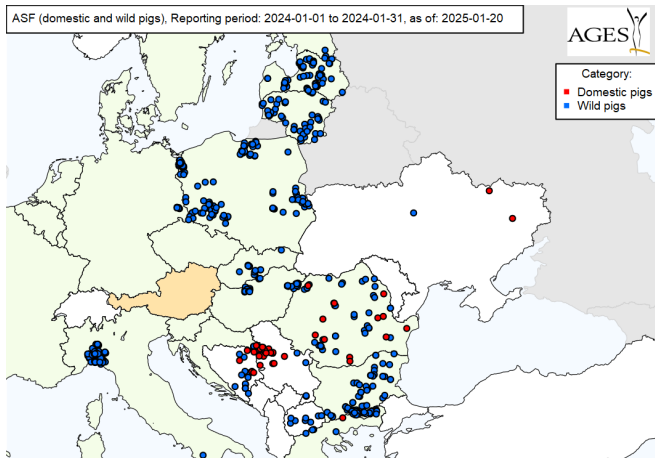 ASF (domestic and wild pigs), Reporting period: 2024-01-01 to 2024-01-31, as of: 2025-01-20
AGES
Category:
Domestic pigs
Wild pigs